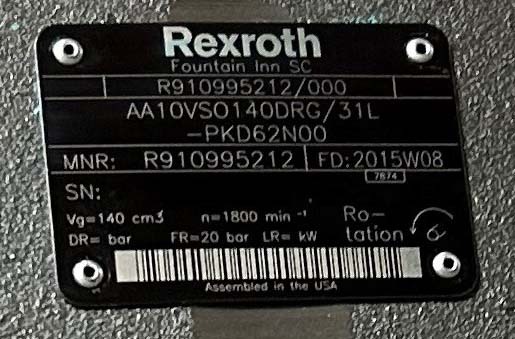 Rexroth
Fountain Inn SC
R910995212/000
AA10VSO140DRG/31L
-PKD62N00
MNR: R910995212 FD: 2015W08
7874
SN:
Vg=140 cm3 n=1800 min -1 Ro-
DR= bar FR=20 bar LR= kW tation
Assembled in the USA